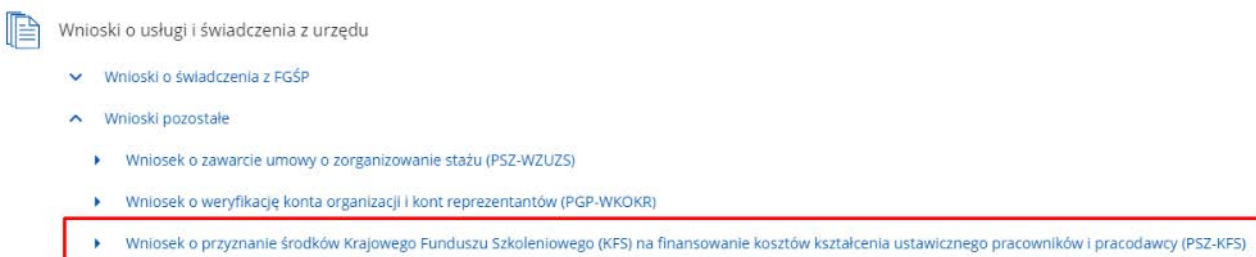 Wnioski o usługi i świadczenia z urzędu
Wnioski o świadczenia z FGŚP
Wnioski pozostałe
Wniosek o zawarcie umowy o zorganizowanie stażu (PSZ-WZUZS)
Wniosek o weryfikację konta organizacji i kont reprezentantów (PGP-WKOKR)
Wniosek o przyznanie środków Krajowego Funduszu Szkoleniowego (KFS) na finansowanie kosztów kształcenia ustawicznego pracowników i pracodawcy (PSZ-KFS)